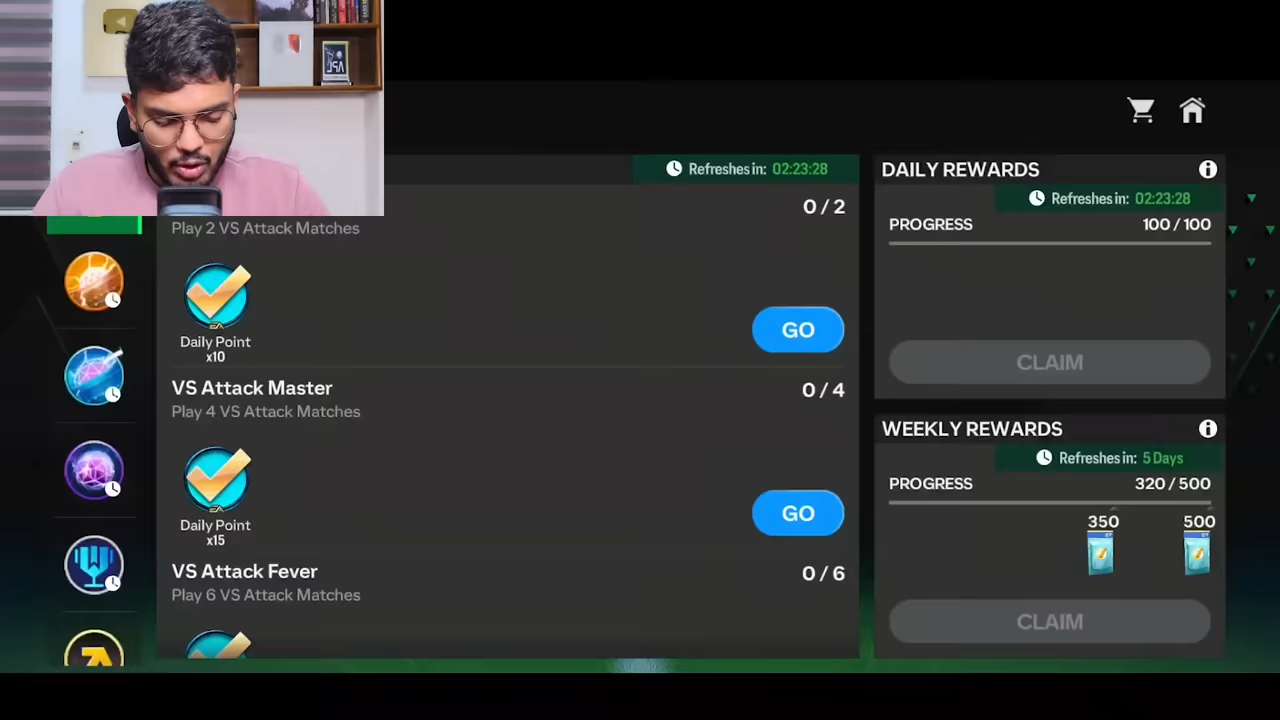 Refreshes in: 02:23:28
0 / 2
Play 2 VS Attack Matches
Daily Point
x10
GO
VS Attack Master
0 / 4
Play 4 VS Attack Matches
Daily Point
x15
GO
VS Attack Fever
0 / 6
Play 6 VS Attack Matches
DAILY REWARDS
Refreshes in: 02:23:28
PROGRESS 100 / 100
CLAIM
WEEKLY REWARDS
Refreshes in: 5 Days
PROGRESS 320 / 500
350 500
CLAIM